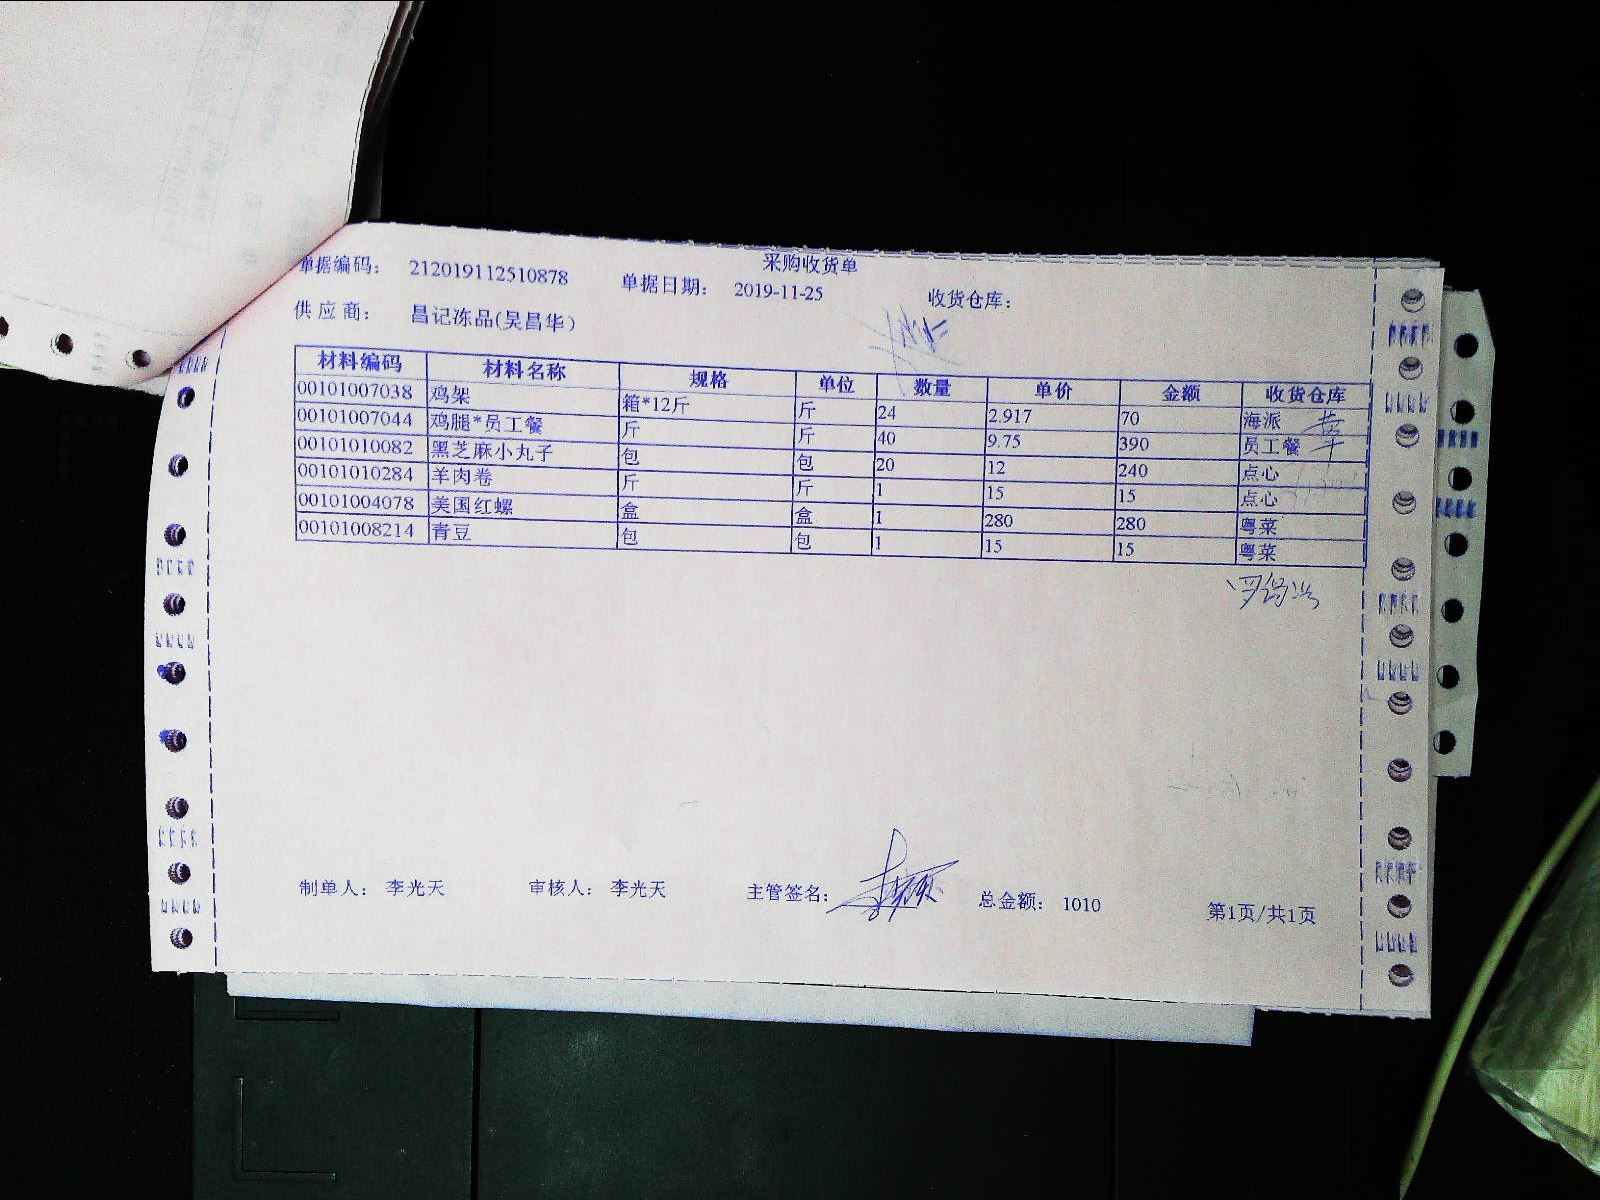 采购收货单
单据编码： 212019112510878 单据日期： 2019-11-25 收货仓库：
供应商： 昌记冻品(吴昌华)
材料编码 材料名称 规格 单位 数量 单价 金额 收货仓库
00101007038 鸡架 箱*12斤 斤 24 2.917 70 海派
00101007044 鸡腿*员工餐 斤 斤 40 9.75 390 员工餐
00101010082 黑芝麻小丸子 包 包 20 12 240 点心
00101010284 羊肉卷 斤 斤 1 15 15 点心
00101004078 美国红螺 盒 盒 1 280 280 粤菜
00101008214 青豆 包 包 1 15 15 粤菜
制单人： 李光天 审核人： 李光天 主管签名： 总金额： 1010 第1页/共1页